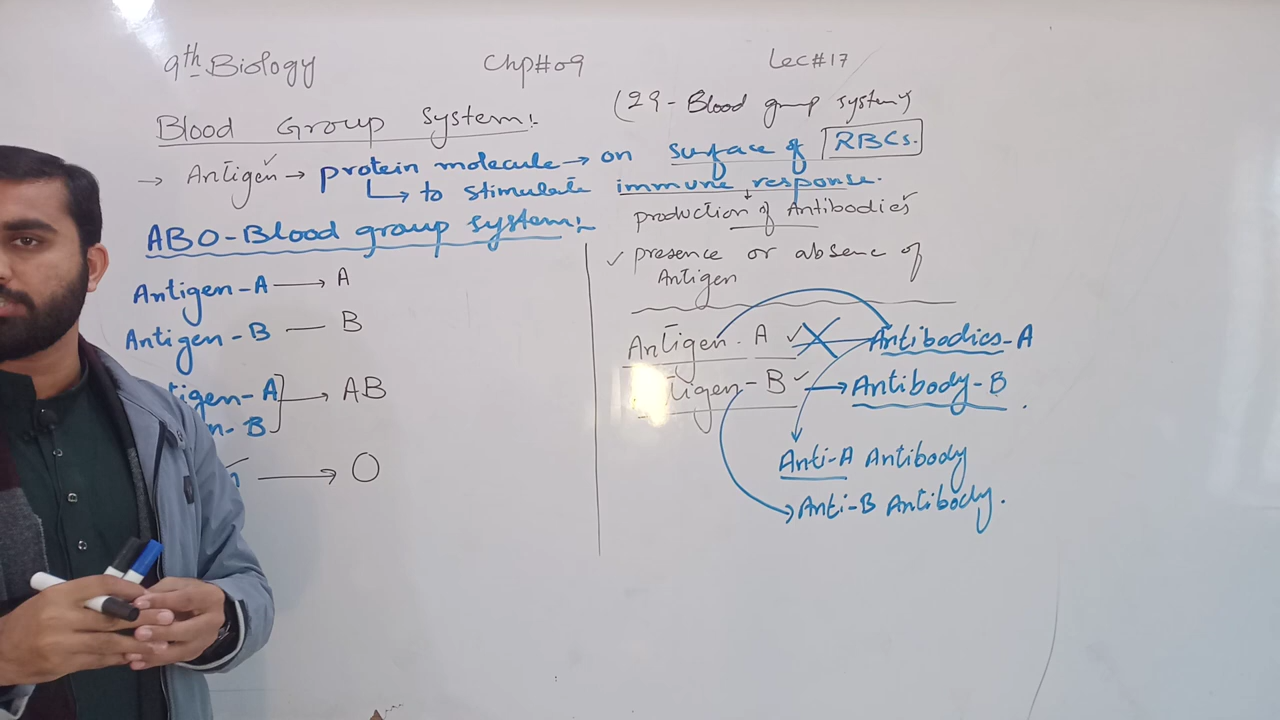 9th Biology Chp#09 Lec#17
Blood Group System:
(29- Blood group system)
→ Antigen → protein molecule → on surface of RBCs.
↳ to stimulate immune response.
production of Antibodies
✓ presence or absence of
Antigen
ABO-Blood group system:
Antigen-A → A
Antigen-B — B
tigen-A → AB
n-B
→ O
Antigen-A ✓ Antibodies-A
tigen-B ✓ → Antibody-B.
Anti-A Antibody
Anti-B Antibody.